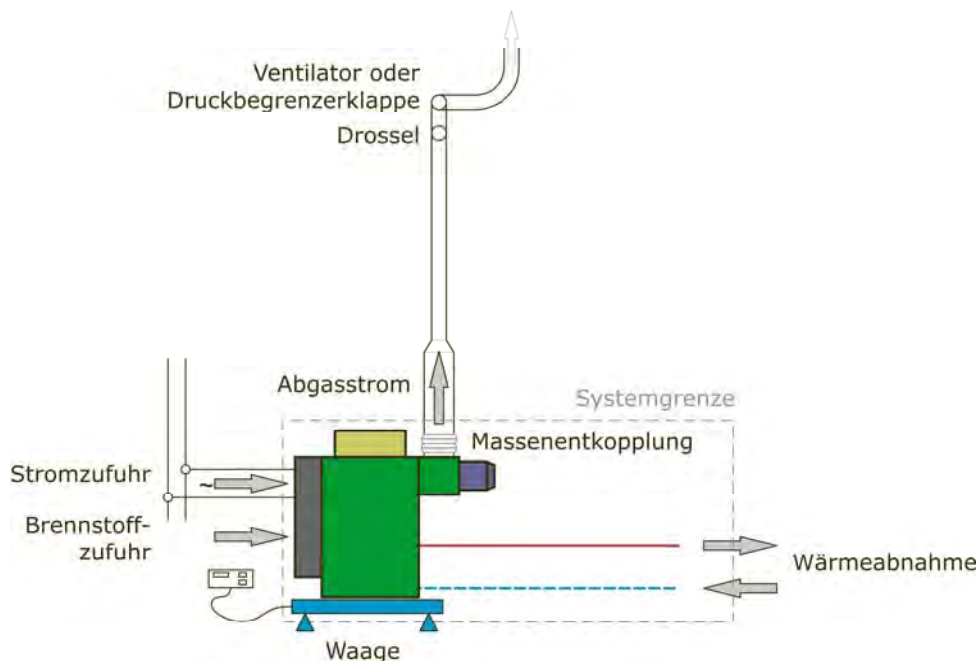 Ventilator oder
Druckbegrenzerklappe
Drossel
Abgasstrom
Systemgrenze
Massenentkopplung
Stromzufuhr
~
Brennstoff-
zufuhr
Wärmeabnahme
Waage